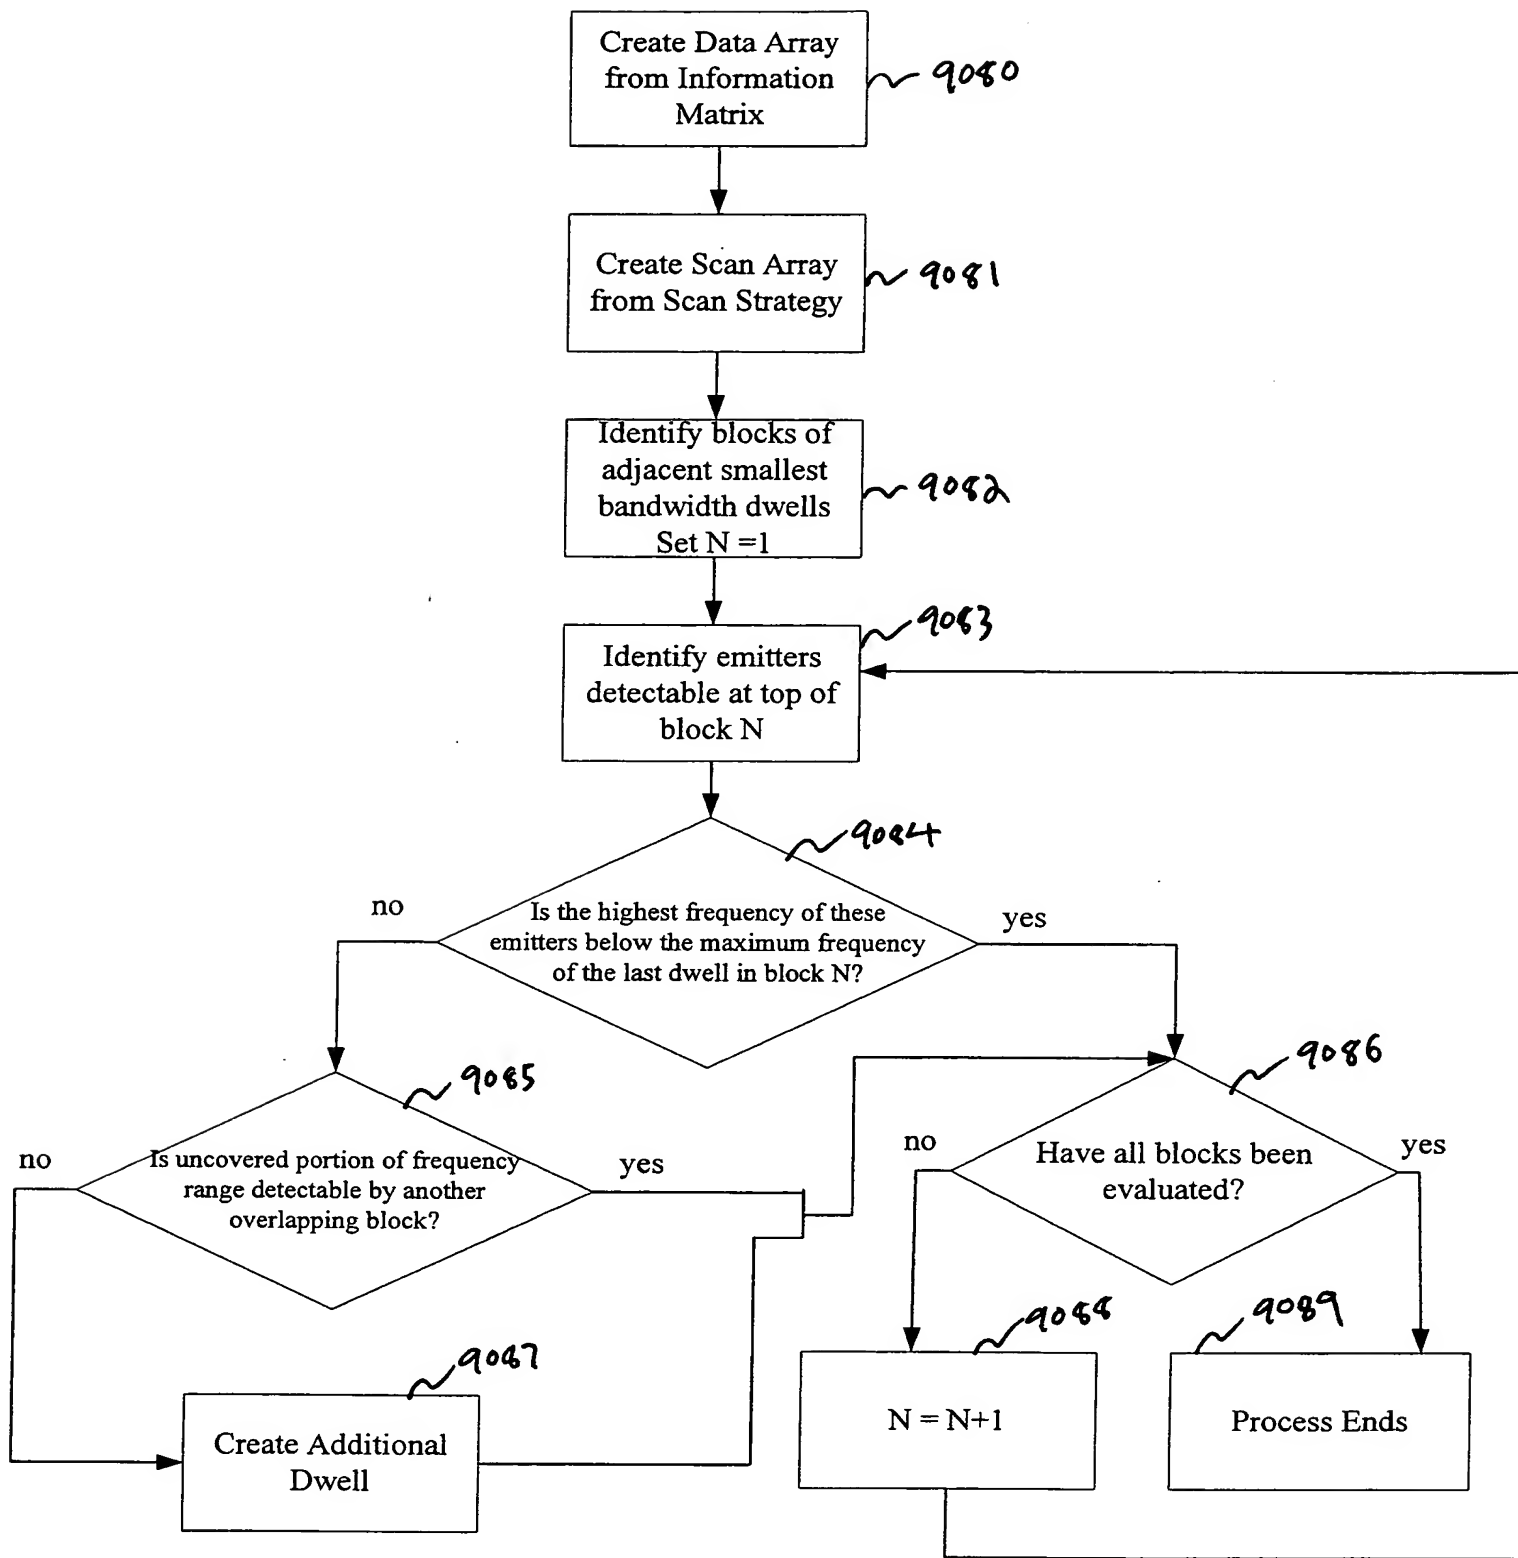 Create Data Array
from Information
Matrix
9080
Create Scan Array
from Scan Strategy
9081
Identify blocks of
adjacent smallest
bandwidth dwells
Set N =1
9082
9083
Identify emitters
detectable at top of
block N
9084
no
yes
Is the highest frequency of these
emitters below the maximum frequency
of the last dwell in block N?
9085
9086
no
Is uncovered portion of frequency
range detectable by another
overlapping block?
yes
no
Have all blocks been
evaluated?
yes
9087
Create Additional
Dwell
9088
N = N+1
9089
Process Ends